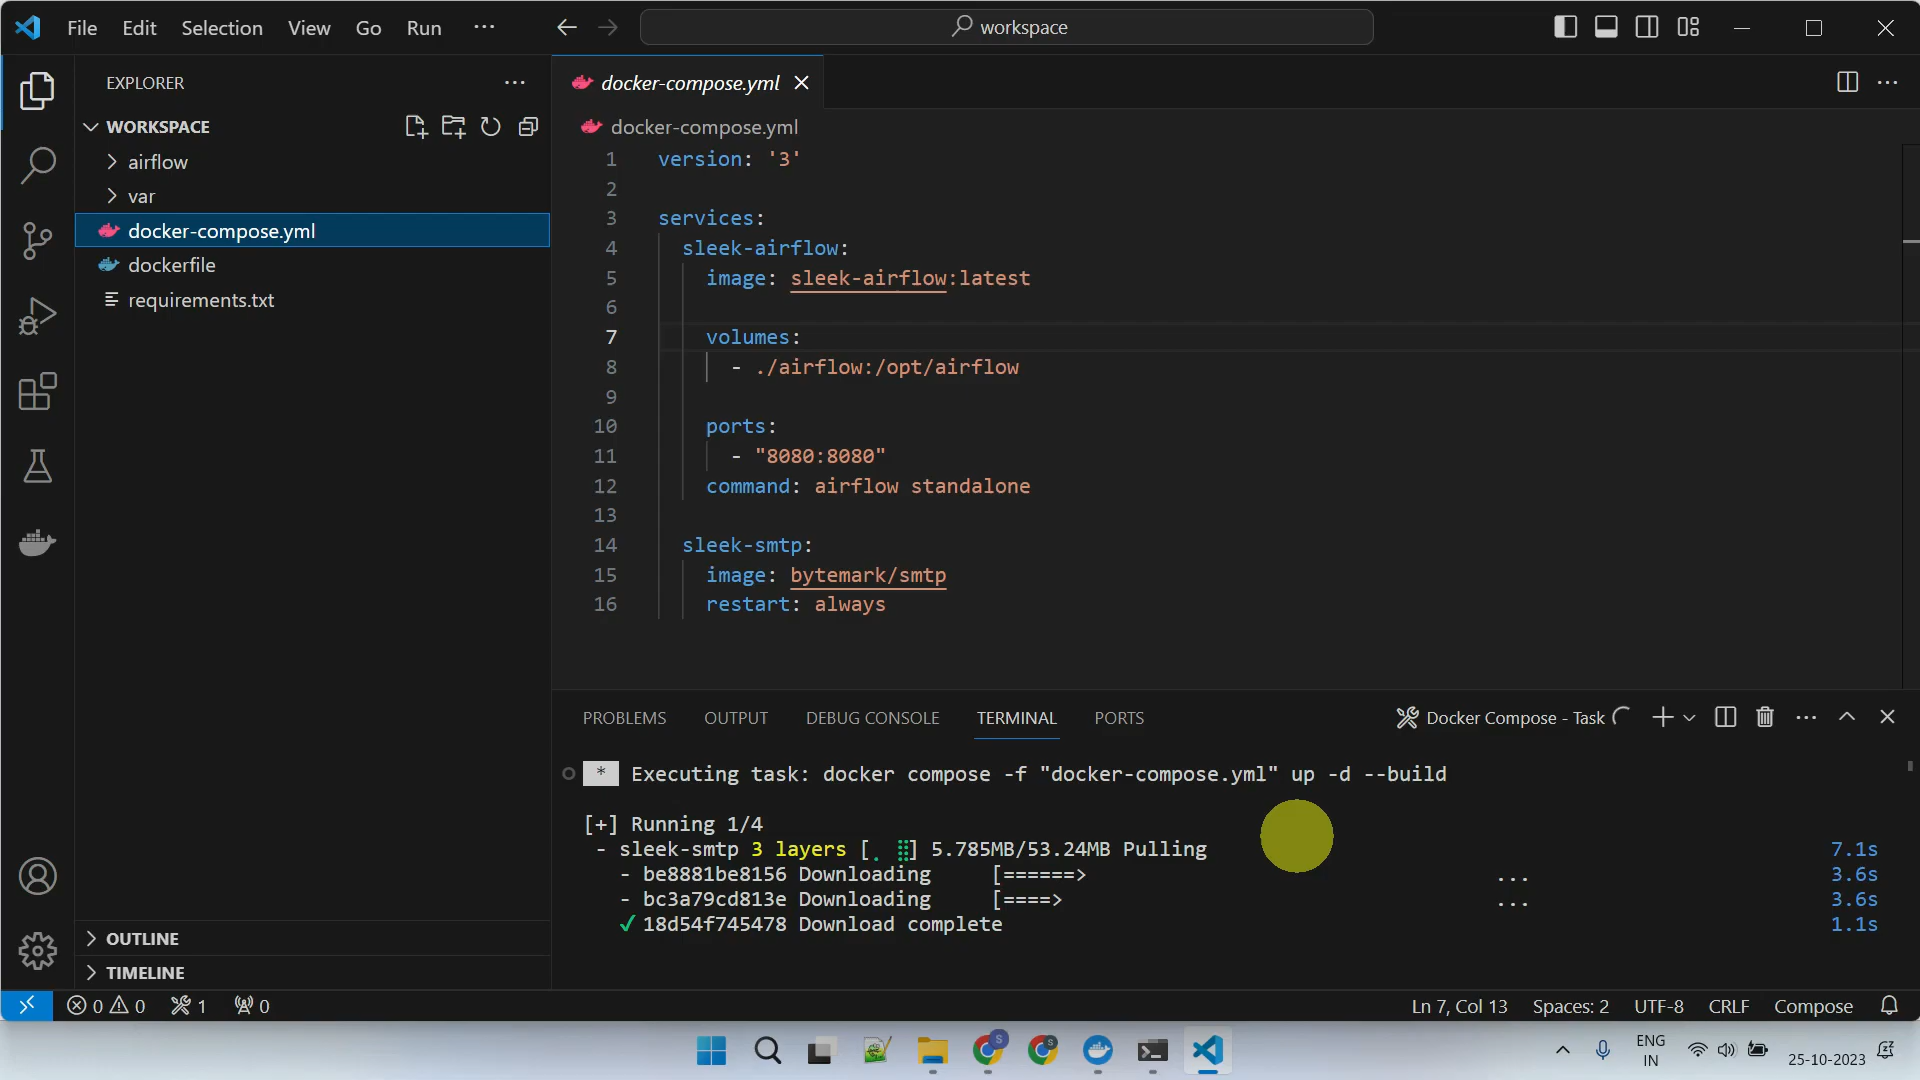 File Edit Selection View Go Run ···
workspace
EXPLORER
WORKSPACE
airflow
var
docker-compose.yml
dockerfile
requirements.txt
OUTLINE
TIMELINE
docker-compose.yml
docker-compose.yml
1 version: '3'
2
3 services:
4 sleek-airflow:
5 image: sleek-airflow:latest
6
7 volumes:
8 - ./airflow:/opt/airflow
9
10 ports:
11 - "8080:8080"
12 command: airflow standalone
13
14 sleek-smtp:
15 image: bytemark/smtp
16 restart: always
PROBLEMS OUTPUT DEBUG CONSOLE TERMINAL PORTS
Docker Compose - Task
* Executing task: docker compose -f "docker-compose.yml" up -d --build
[+] Running 1/4
- sleek-smtp 3 layers [. ⣿] 5.785MB/53.24MB Pulling 7.1s
- be8881be8156 Downloading [======> ... 3.6s
- bc3a79cd813e Downloading [====> ... 3.6s
✓ 18d54f745478 Download complete 1.1s
0 0 1 0
Ln 7, Col 13 Spaces: 2 UTF-8 CRLF Compose
S
S
ENG
IN
25-10-2023